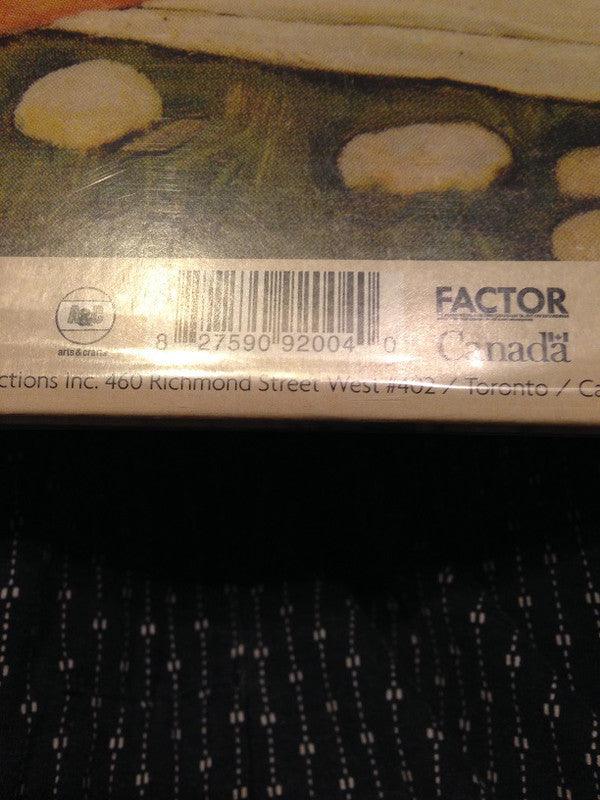 A&C
arts&crafts
8 27590 92004 0
FACTOR
Canada
ctions Inc. 460 Richmond Street West #402 / Toronto / Ca